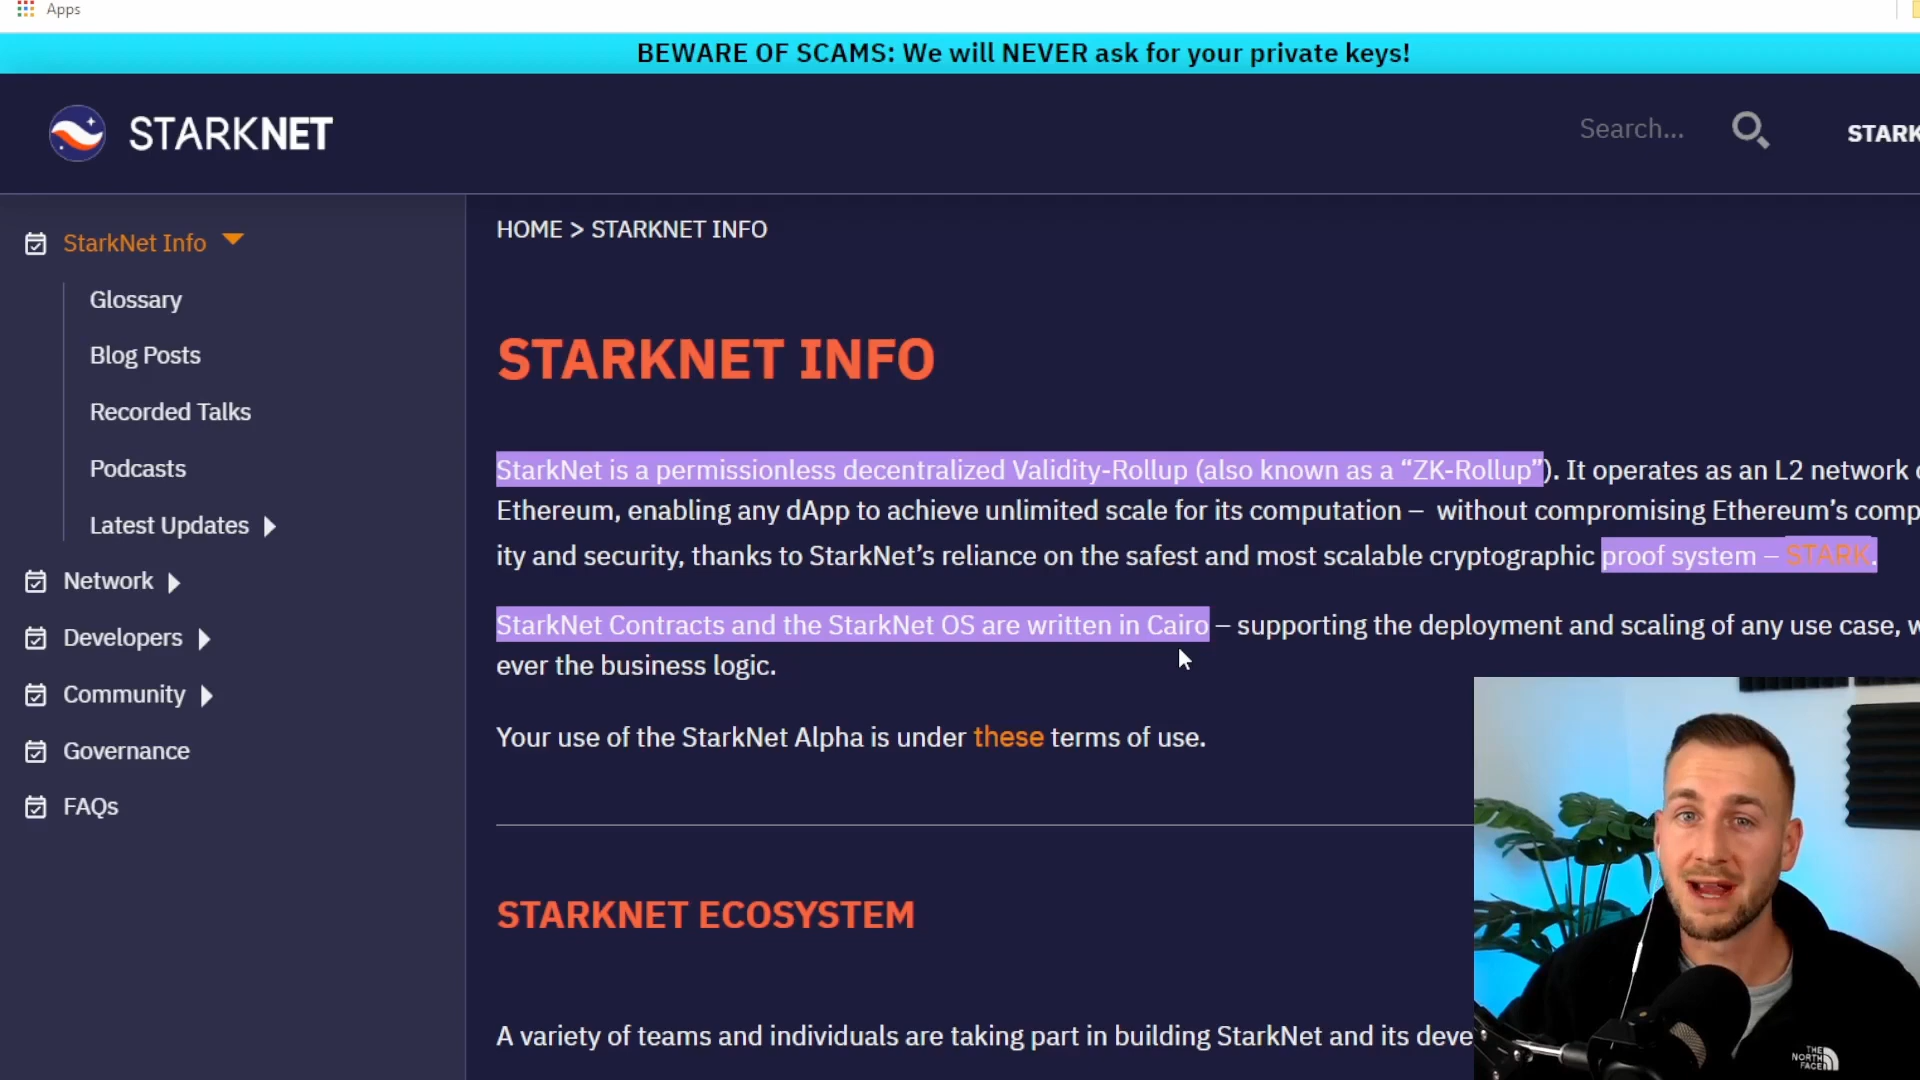 Apps
BEWARE OF SCAMS: We will NEVER ask for your private keys!
STARKNET
Search...
STARK
StarkNet Info
Glossary
Blog Posts
Recorded Talks
Podcasts
Latest Updates
Network
Developers
Community
Governance
FAQs
HOME > STARKNET INFO
STARKNET INFO
StarkNet is a permissionless decentralized Validity-Rollup (also known as a “ZK-Rollup”). It operates as an L2 network
Ethereum, enabling any dApp to achieve unlimited scale for its computation – without compromising Ethereum’s comp
ity and security, thanks to StarkNet’s reliance on the safest and most scalable cryptographic proof system – STARK.
StarkNet Contracts and the StarkNet OS are written in Cairo – supporting the deployment and scaling of any use case, w
ever the business logic.
Your use of the StarkNet Alpha is under these terms of use.
STARKNET ECOSYSTEM
A variety of teams and individuals are taking part in building StarkNet and its deve
THE
NORTH
FACE